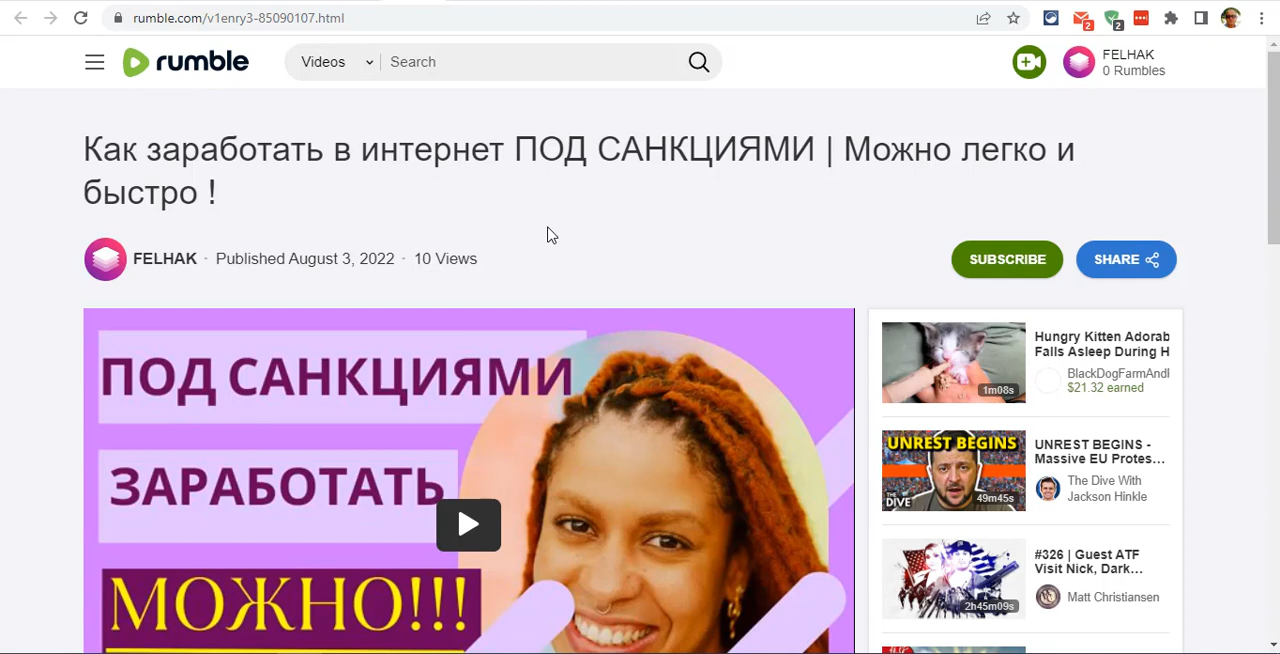 rumble.com/v1enry3-85090107.html
2
2
rumble
Videos
Search
FELHAK
0 Rumbles
Как заработать в интернет ПОД САНКЦИЯМИ | Можно легко и
быстро !
FELHAK · Published August 3, 2022 · 10 Views
SUBSCRIBE
SHARE
ПОД САНКЦИЯМИ
ЗАРАБОТАТЬ
МОЖНО!!!
1m08s
Hungry Kitten Adorab
Falls Asleep During H
BlackDogFarmAndI
$21.32 earned
UNREST BEGINS
THE
DIVE
49m45s
UNREST BEGINS -
Massive EU Protes...
The Dive With
Jackson Hinkle
2h45m09s
#326 | Guest ATF
Visit Nick, Dark...
Matt Christiansen